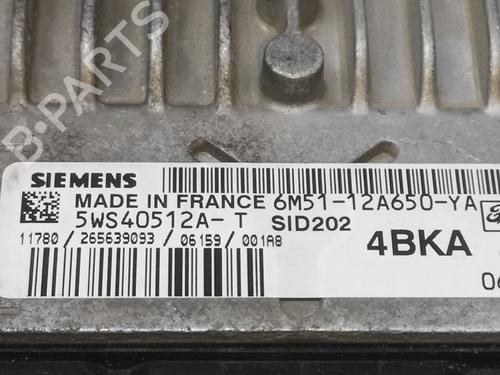 B-PARTS
SIEMENS
MADE IN FRANCE 6M51-12A650-YA
5WS40512A-T SID202
11780/265639093/06159/001A8
4BKA